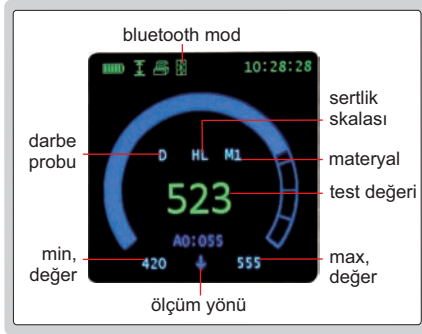 bluetooth mod
10:28:28
sertlik
skalası
darbe
probu
D HL M1
materyal
523
test değeri
A0:055
min,
değer
420
555
max,
değer
ölçüm yönü